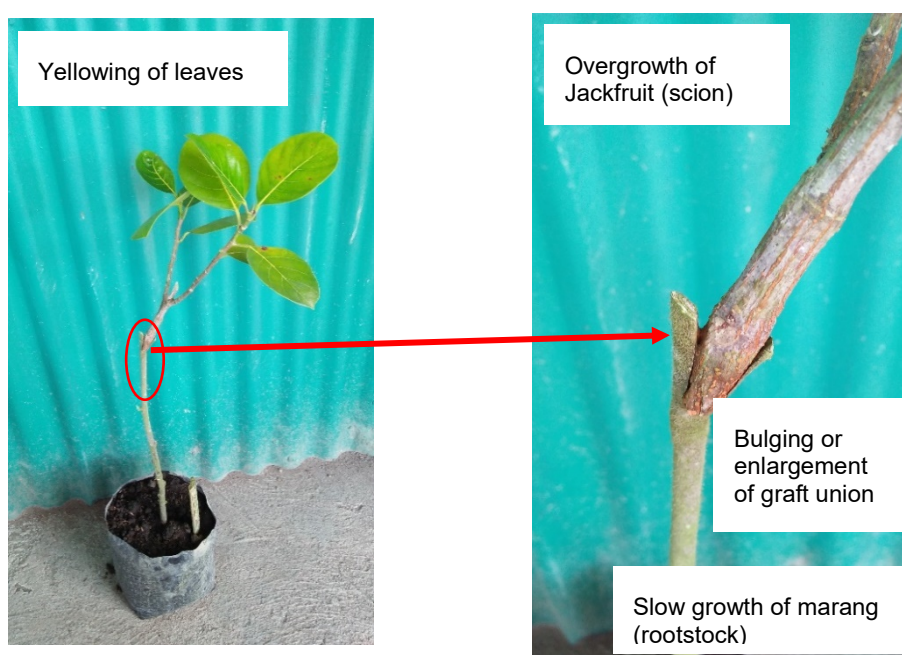 Yellowing of leaves
Overgrowth of
Jackfruit (scion)
Bulging or
enlargement
of graft union
Slow growth of marang
(rootstock)